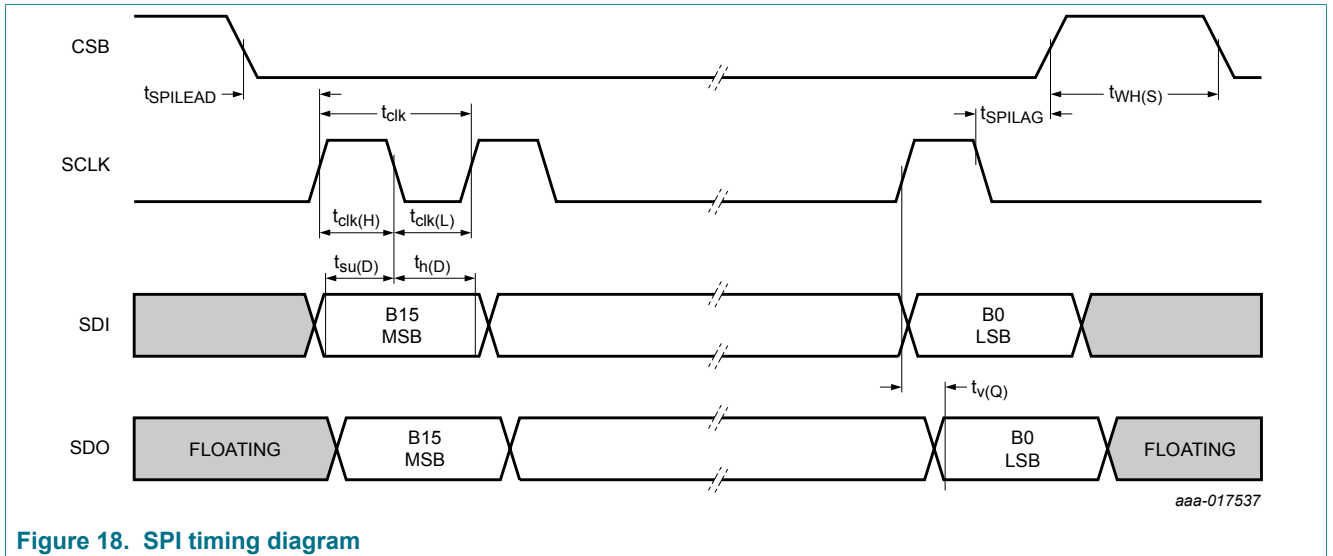 CSB
tSPILEAD
tclk
tSPILAG
tWH(S)
SCLK
tclk(H)
tclk(L)
tsu(D)
th(D)
SDI
B15
MSB
B0
LSB
tv(Q)
SDO
FLOATING
B15
MSB
B0
LSB
FLOATING
aaa-017537
Figure 18. SPI timing diagram